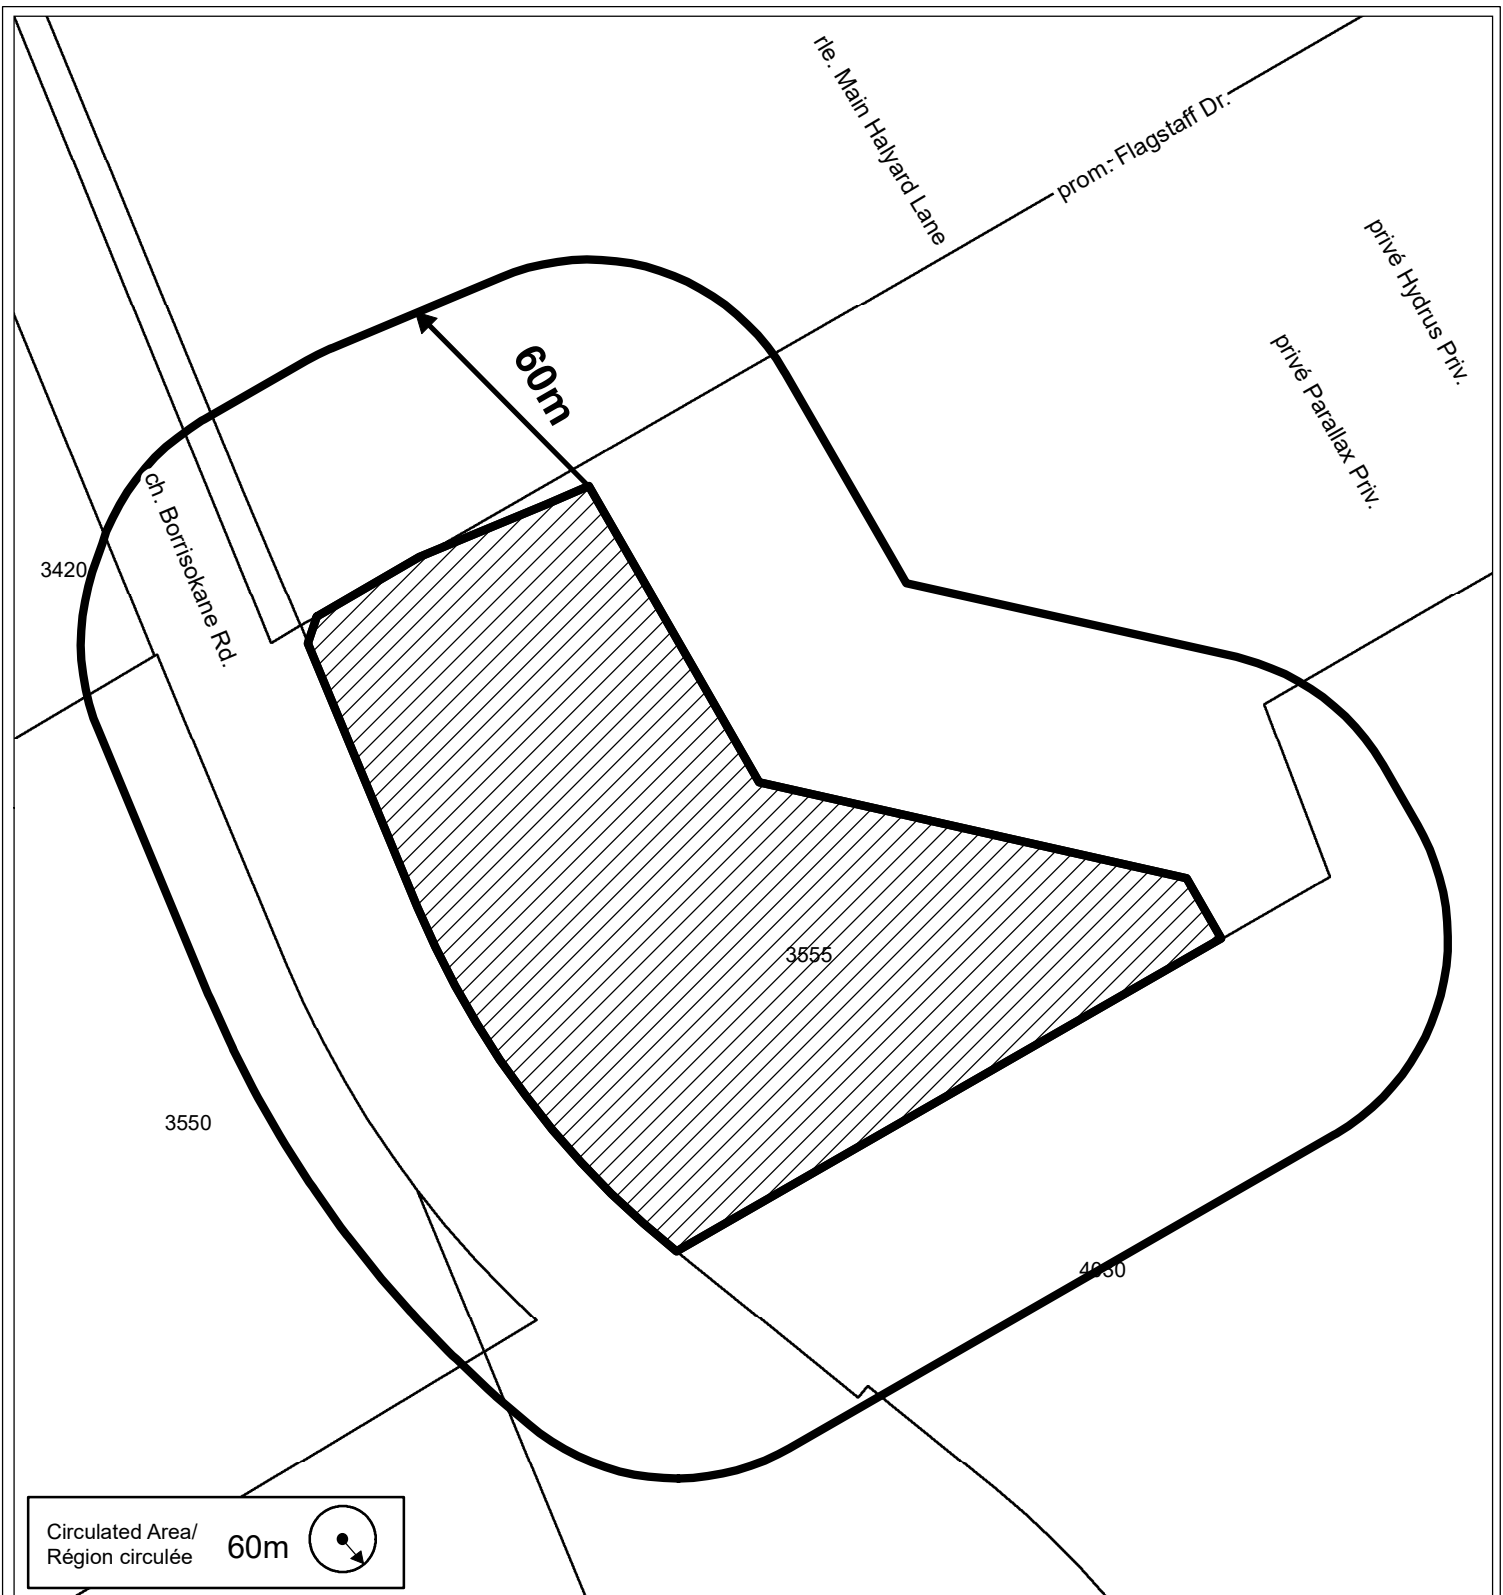 rle. Main Halyard Lane
prom. Flagstaff Dr.
privé Hydrus Priv.
privé Parallax Priv.
60m
ch. Borrisokane Rd.
3420
3555
3550
4030
Circulated Area/
Région circulée
60m